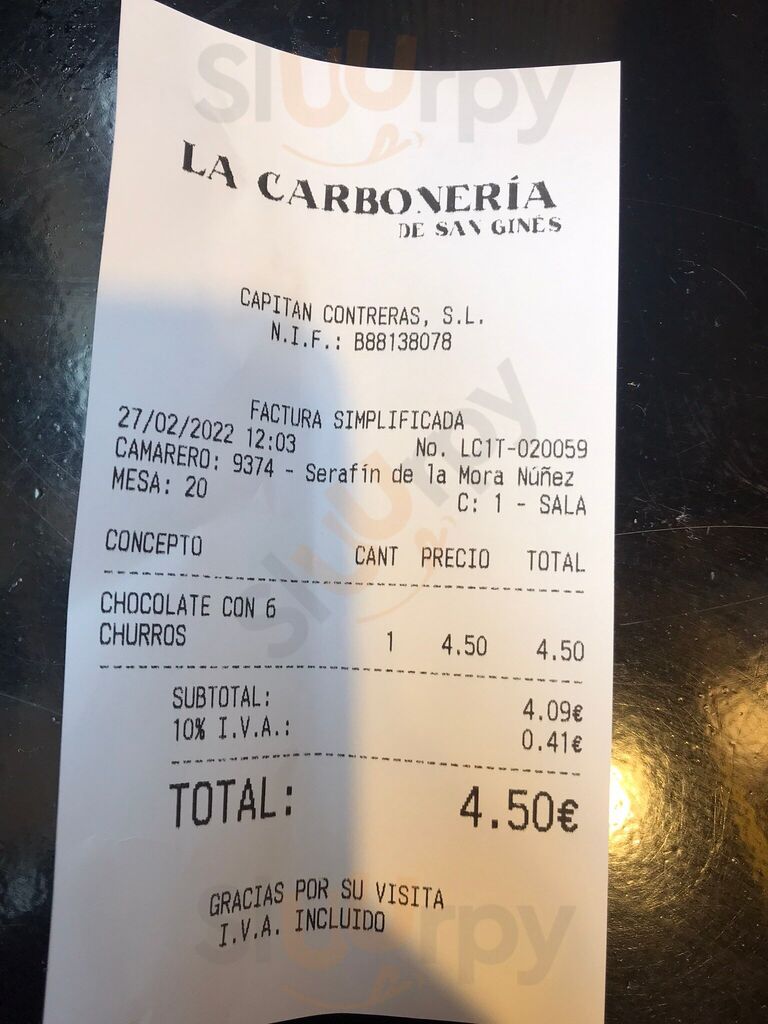 sluurpy
LA CARBONERÍA
DE SAN GINÉS
CAPITAN CONTRERAS, S.L.
N.I.F.: B88138078
FACTURA SIMPLIFICADA
27/02/2022 12:03 No. LC1T-020059
CAMARERO: 9374 - Serafín de la Mora Núñez
MESA: 20 C: 1 - SALA
CONCEPTO CANT PRECIO TOTAL
CHOCOLATE CON 6
CHURROS 1 4.50 4.50
SUBTOTAL: 4.09€
10% I.V.A.: 0.41€
TOTAL: 4.50€
GRACIAS POR SU VISITA
I.V.A. INCLUIDO
sluurpy
sluurpy